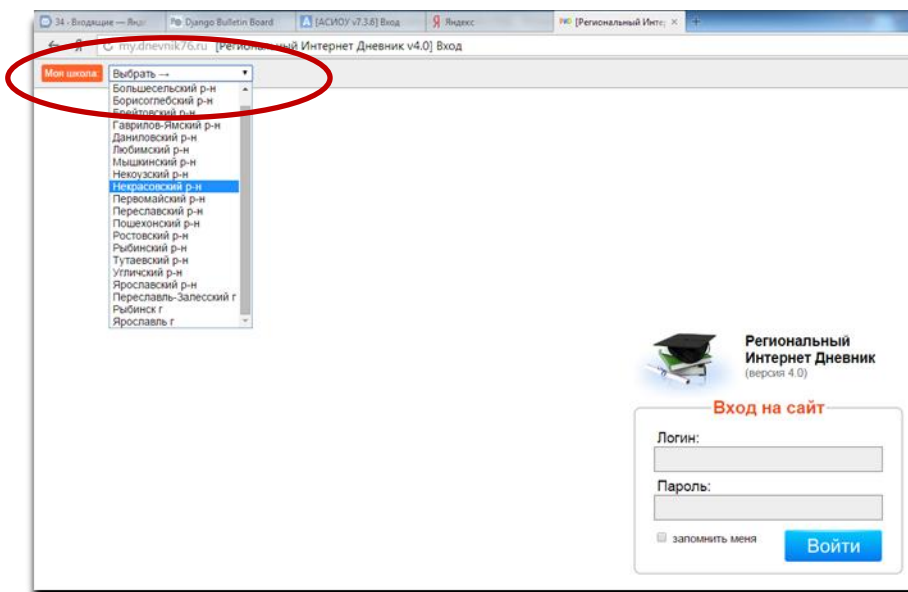 34 · Входящие — Янде
Django Bulletin Board
[АСИОУ v7.3.6] Вход
Яндекс
[Региональный Инте;
my.dnevnik76.ru [Региональный Интернет Дневник v4.0] Вход
Моя школа: Выбрать →
Большесельский р-н
Борисоглебский р-н
Брейтовский р-н
Гаврилов-Ямский р-н
Даниловский р-н
Любимский р-н
Мышкинский р-н
Некоузский р-н
Некрасовский р-н
Первомайский р-н
Переславский р-н
Пошехонский р-н
Ростовский р-н
Рыбинский р-н
Тутаевский р-н
Угличский р-н
Ярославский р-н
Переславль-Залесский г
Рыбинск г
Ярославль г
Региональный
Интернет Дневник
(версия 4.0)
Вход на сайт
Логин:
Пароль:
запомнить меня
Войти